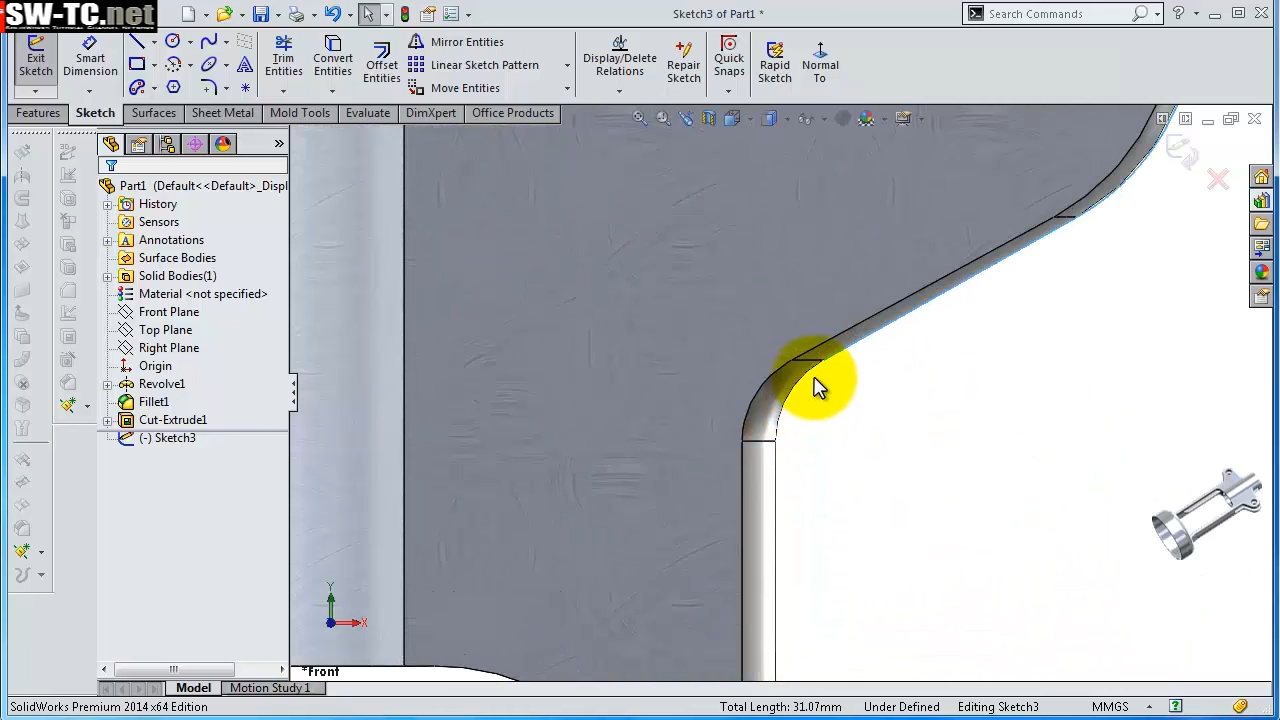 SW-TC.net
SOLIDWORKS TUTORIAL CHANNEL NETWORK
Sketch3 of Part1 *
Search Commands
Exit Sketch
Smart Dimension
Trim Entities
Convert Entities
Offset Entities
Mirror Entities
Linear Sketch Pattern
Move Entities
Display/Delete Relations
Repair Sketch
Quick Snaps
Rapid Sketch
Normal To
Features
Sketch
Surfaces
Sheet Metal
Mold Tools
Evaluate
DimXpert
Office Products
Part1 (Default<<Default>_Displ
History
Sensors
Annotations
Surface Bodies
Solid Bodies(1)
Material <not specified>
Front Plane
Top Plane
Right Plane
Origin
Revolve1
Fillet1
Cut-Extrude1
(-) Sketch3
Y
X
*Front
Model
Motion Study 1
SolidWorks Premium 2014 x64 Edition
Total Length: 31.07mm
Under Defined
Editing Sketch3
MMGS